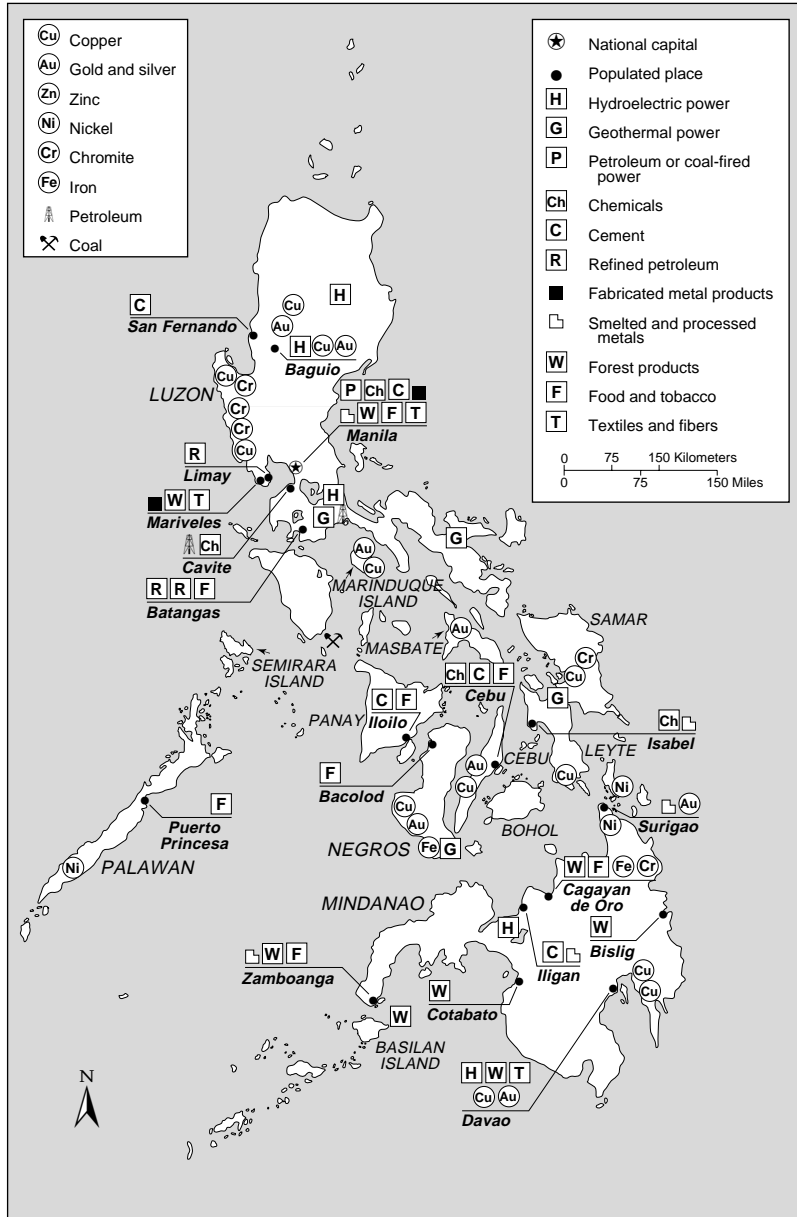 Cu Copper
Au Gold and silver
Zn Zinc
Ni Nickel
Cr Chromite
Fe Iron
Petroleum
Coal
National capital
Populated place
H Hydroelectric power
G Geothermal power
P Petroleum or coal-fired
power
Ch Chemicals
C Cement
R Refined petroleum
Fabricated metal products
Smelted and processed
metals
W Forest products
F Food and tobacco
T Textiles and fibers
0 75 150 Kilometers
0 75 150 Miles
C
San Fernando
Cu
H
Au
H Cu Au
Baguio
LUZON
Cu
Cr
Cr
Cr
Cu
P Ch C
W F T
Manila
R
Limay
W T
Mariveles
H
G
Ch
Cavite
R R F
Batangas
G
Au
Cu
MARINDUQUE
ISLAND
SEMIRARA
ISLAND
MASBATE
Au
SAMAR
Cr
Cu
G
Ch C F
Cebu
C F
Iloilo
PANAY
Ch
Isabel
LEYTE
Cu
F
Bacolod
Au
Cu
CEBU
BOHOL
Cu
Au
Fe G
NEGROS
Ni
Au
Surigao
Ni
F
Puerto
Princesa
Ni
PALAWAN
MINDANAO
W F Fe Cr
Cagayan
de Oro
W
Bislig
H
C
Iligan
W F
Zamboanga
W
Cotabato
W
BASILAN
ISLAND
Cu
Cu
H W T
Cu Au
Davao
N